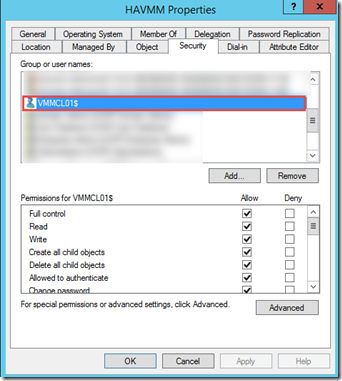 HAVMM Properties
?
X
General
Operating System
Member Of
Delegation
Password Replication
Location
Managed By
Object
Security
Dial-in
Attribute Editor
Group or user names:
VMMCL01$
Add...
Remove
Permissions for VMMCL01$
Allow
Deny
Full control
Read
Write
Create all child objects
Delete all child objects
Allowed to authenticate
Change password
For special permissions or advanced settings, click Advanced.
Advanced
OK
Cancel
Apply
Help